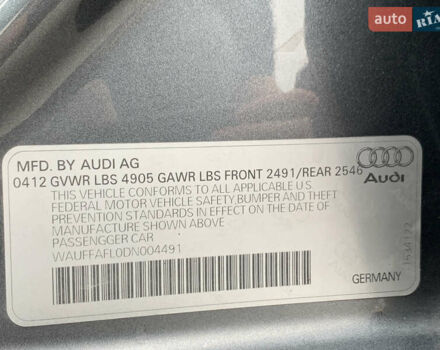 auto RIA
MFD. BY AUDI AG
0412 GVWR LBS 4905 GAWR LBS FRONT 2491/REAR 2546
THIS VEHICLE CONFORMS TO ALL APPLICABLE U.S.
FEDERAL MOTOR VEHICLE SAFETY,BUMPER AND THEFT
PREVENTION STANDARDS IN EFFECT ON THE DATE OF
MANUFACTURE SHOWN ABOVE
PASSENGER CAR
WAUFFAFL0DN004491
Audi
GERMANY